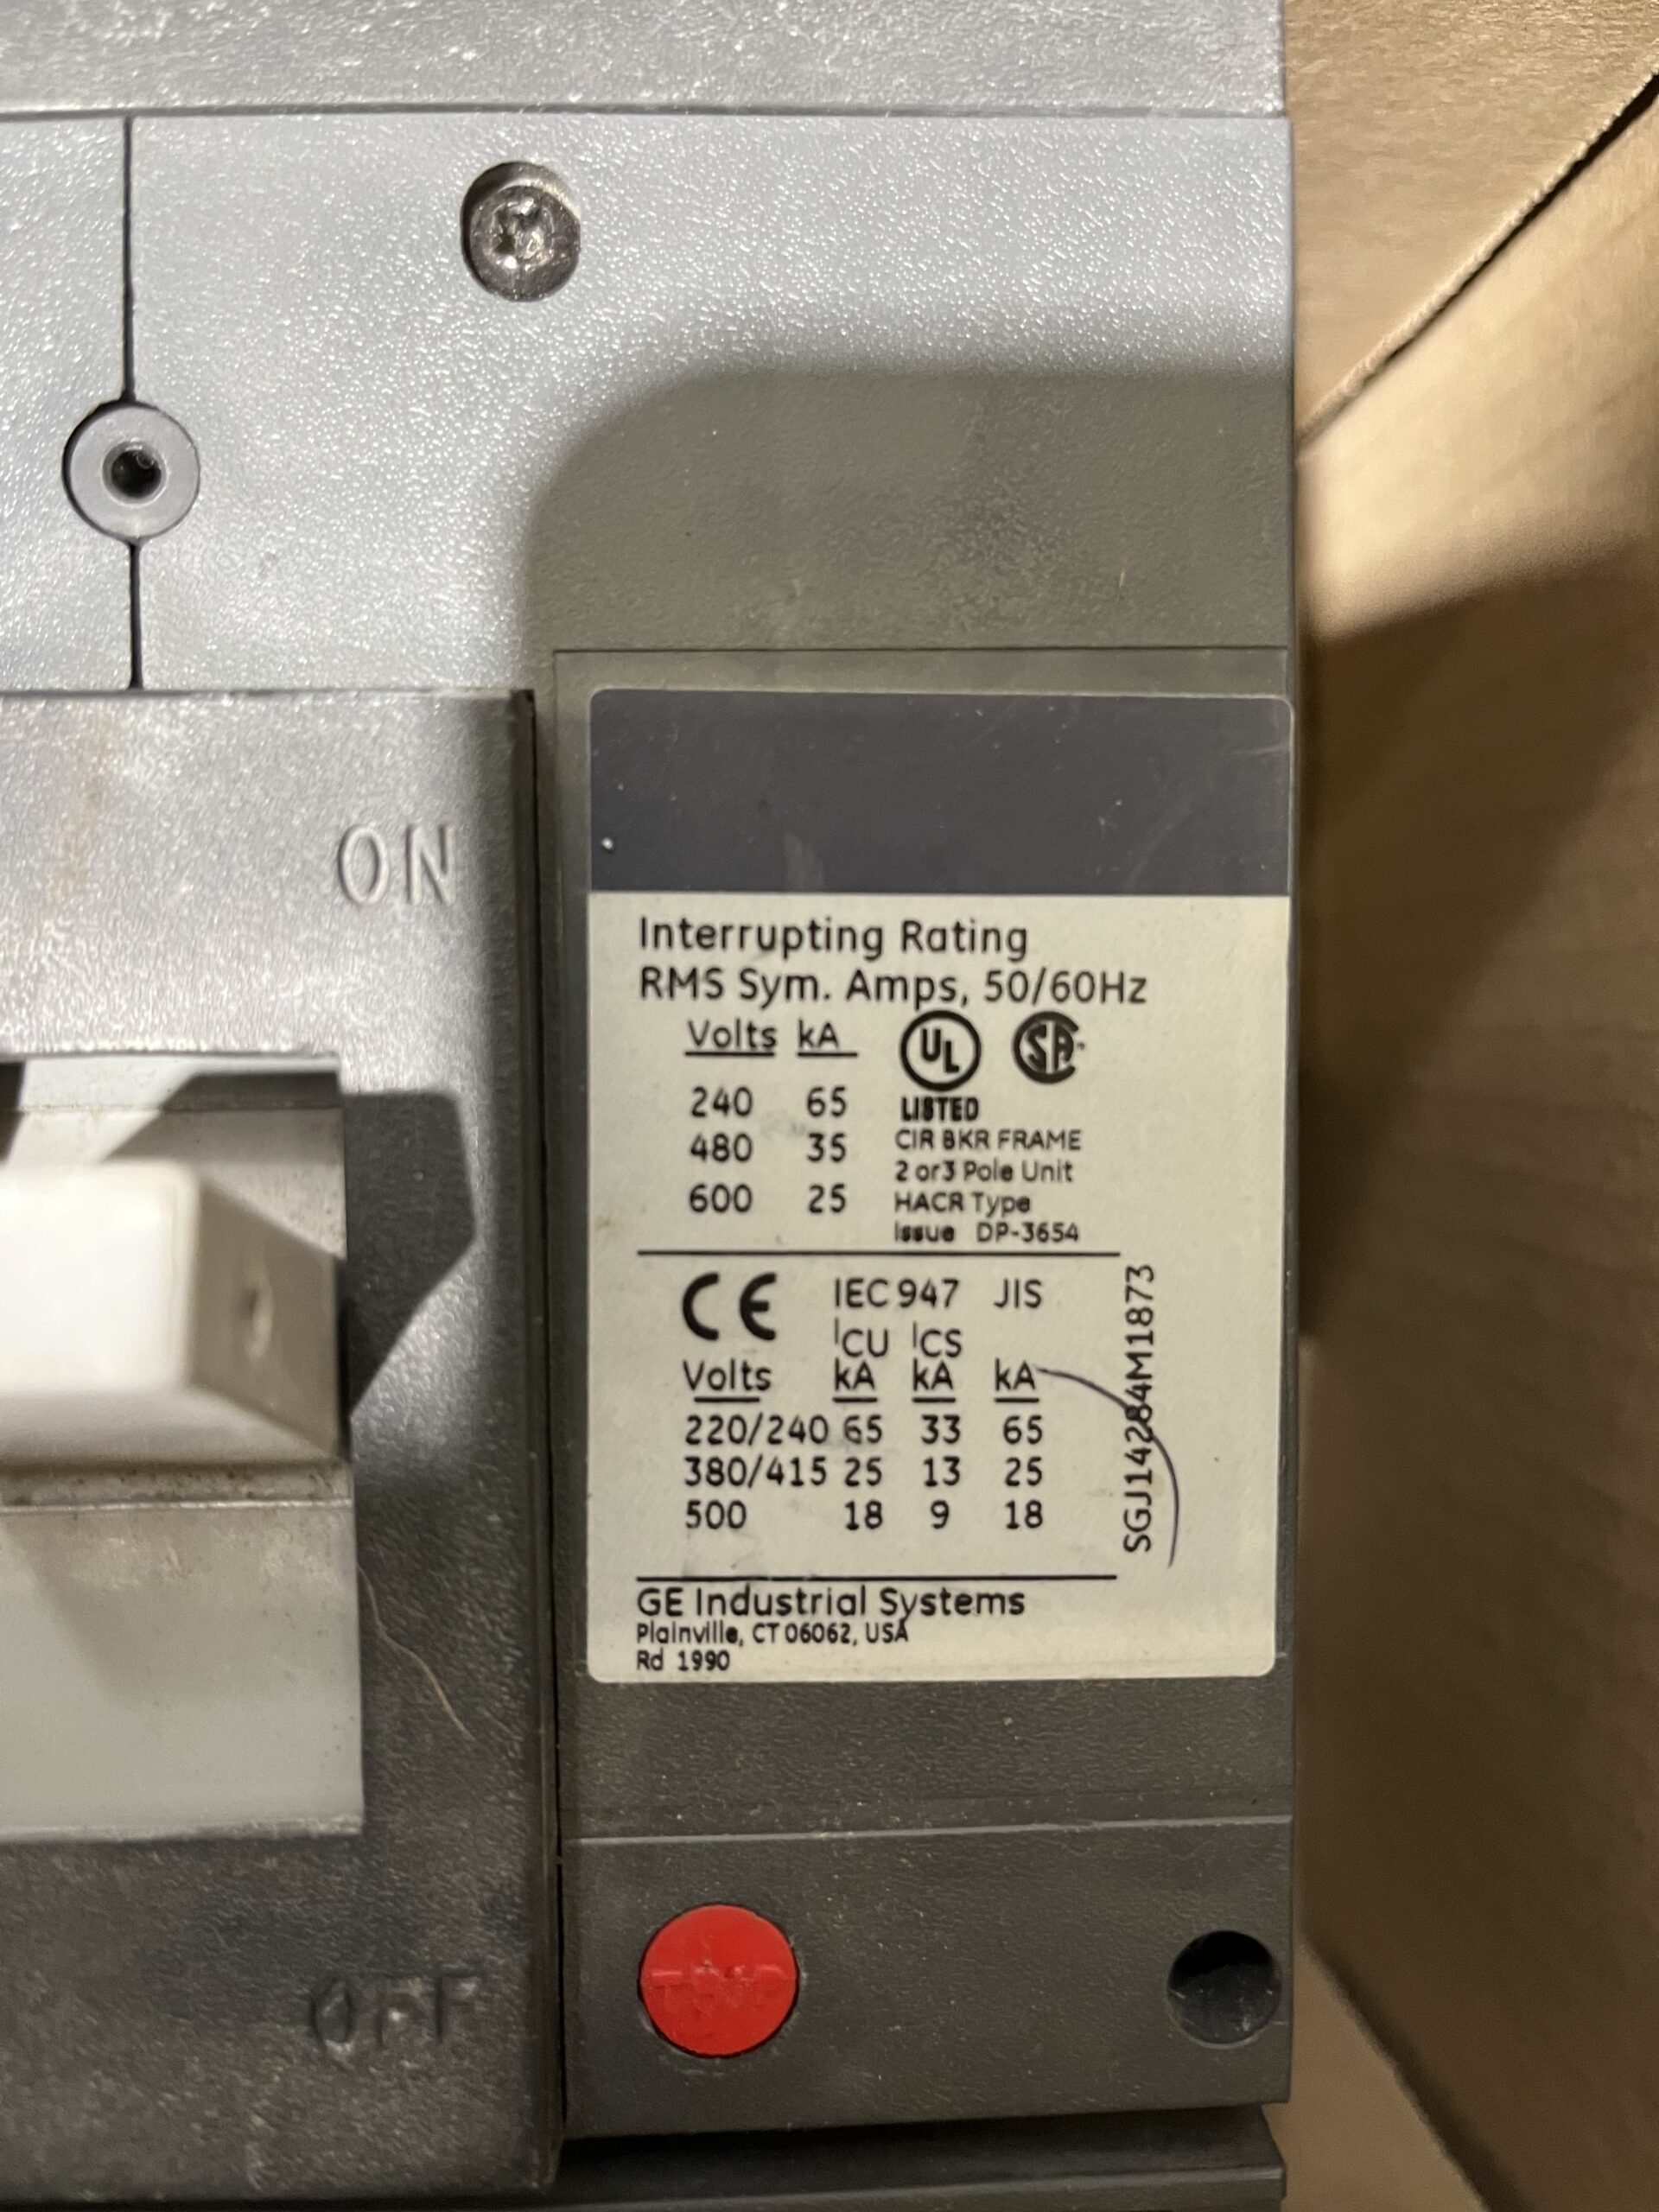 ON
Interrupting Rating
RMS Sym. Amps, 50/60Hz
Volts kA
240 65
480 35
600 25
UL SA
LISTED
CIR BKR FRAME
2 or 3 Pole Unit
HACR Type
Issue DP-3654
CE IEC 947 JIS
ICU ICS
Volts kA kA kA
220/240 65 33 65
380/415 25 13 25
500 18 9 18
SGJ14284M1873
GE Industrial Systems
Plainville, CT 06062, USA
Rd 1990
OFF